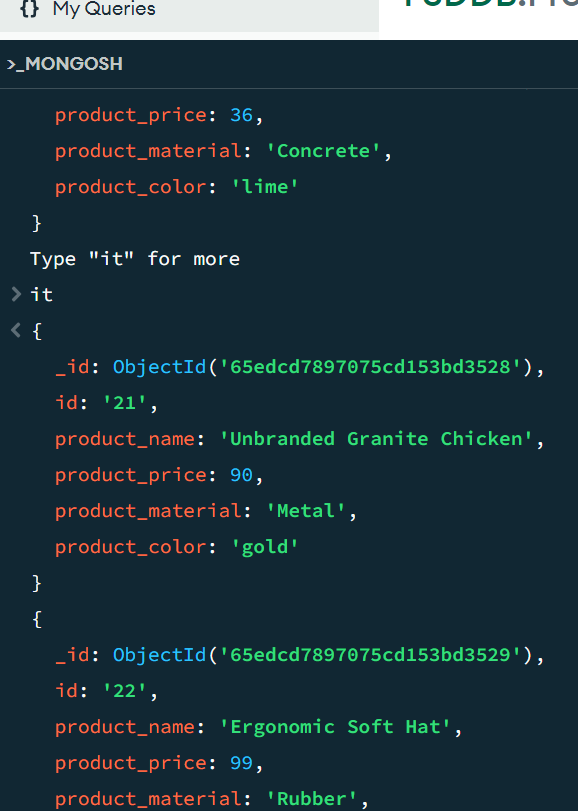 {} My Queries
>_MONGOSH
product_price: 36,
product_material: 'Concrete',
product_color: 'lime'
}
Type "it" for more
> it
< {
_id: ObjectId('65edcd7897075cd153bd3528'),
id: '21',
product_name: 'Unbranded Granite Chicken',
product_price: 90,
product_material: 'Metal',
product_color: 'gold'
}
{
_id: ObjectId('65edcd7897075cd153bd3529'),
id: '22',
product_name: 'Ergonomic Soft Hat',
product_price: 99,
product_material: 'Rubber',